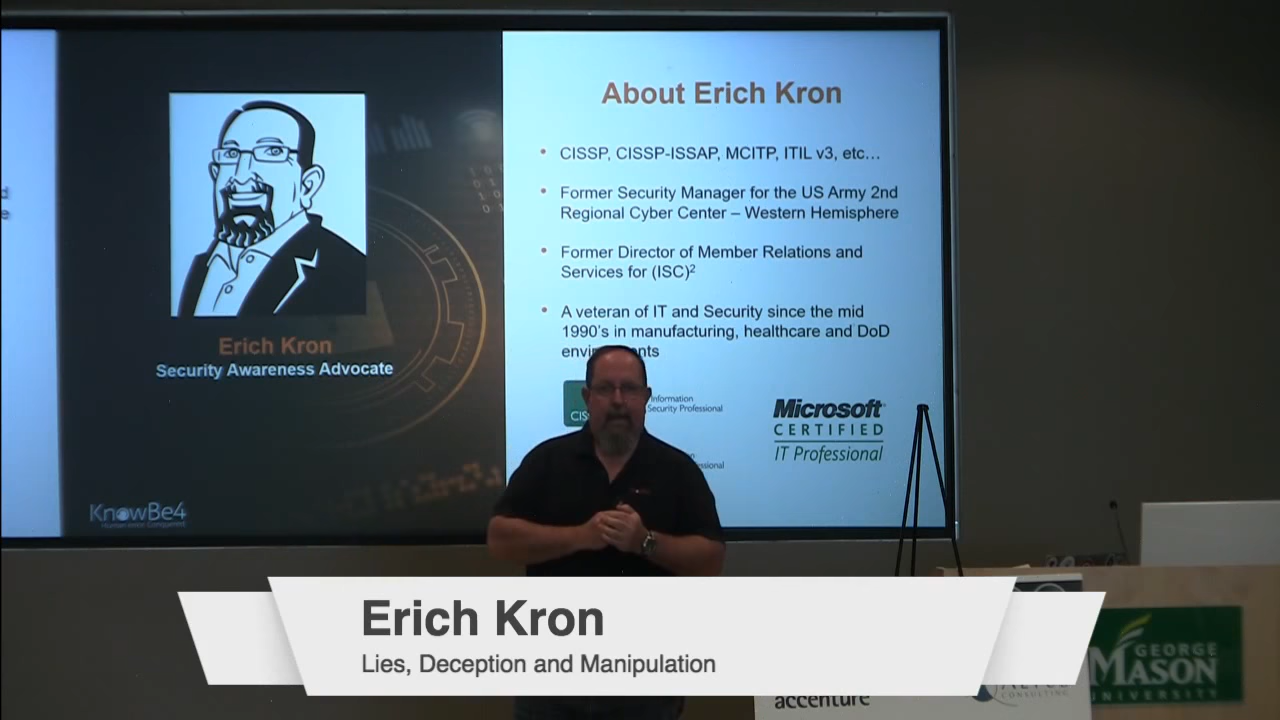 About Erich Kron
CISSP, CISSP-ISSAP, MCITP, ITIL v3, etc…
Former Security Manager for the US Army 2nd
Regional Cyber Center – Western Hemisphere
Former Director of Member Relations and
Services for (ISC)²
A veteran of IT and Security since the mid
1990's in manufacturing, healthcare and DoD
Erich Kron
Security Awareness Advocate
KnowBe4
Information
Security Professional
Microsoft
CERTIFIED
IT Professional
Erich Kron
Lies, Deception and Manipulation
GEORGE
MASON
UNIVERSITY
CONSULTING
accenture